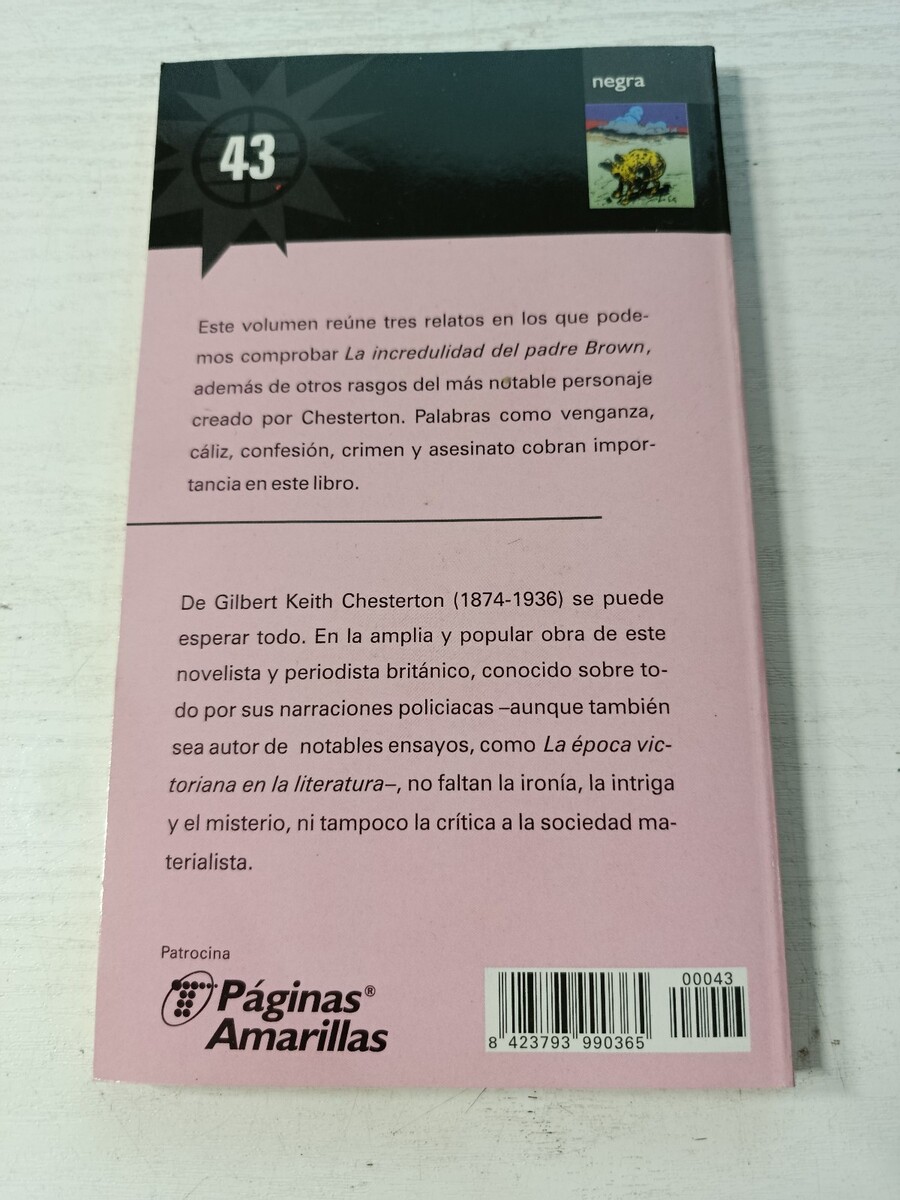 negra
43
Este volumen reúne tres relatos en los que pode-
mos comprobar La incredulidad del padre Brown,
además de otros rasgos del más notable personaje
creado por Chesterton. Palabras como venganza,
cáliz, confesión, crimen y asesinato cobran impor-
tancia en este libro.
De Gilbert Keith Chesterton (1874-1936) se puede
esperar todo. En la amplia y popular obra de este
novelista y periodista británico, conocido sobre to-
do por sus narraciones policiacas –aunque también
sea autor de notables ensayos, como La época vic-
toriana en la literatura–, no faltan la ironía, la intriga
y el misterio, ni tampoco la crítica a la sociedad ma-
terialista.
Patrocina
Páginas®
Amarillas
00043
8 423793 990365